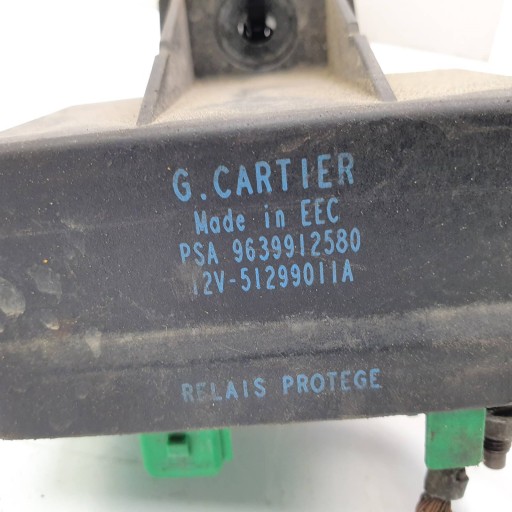 G.CARTIER
Made in EEC
PSA 9639912580
12V-51299011A
RELAIS PROTEGE